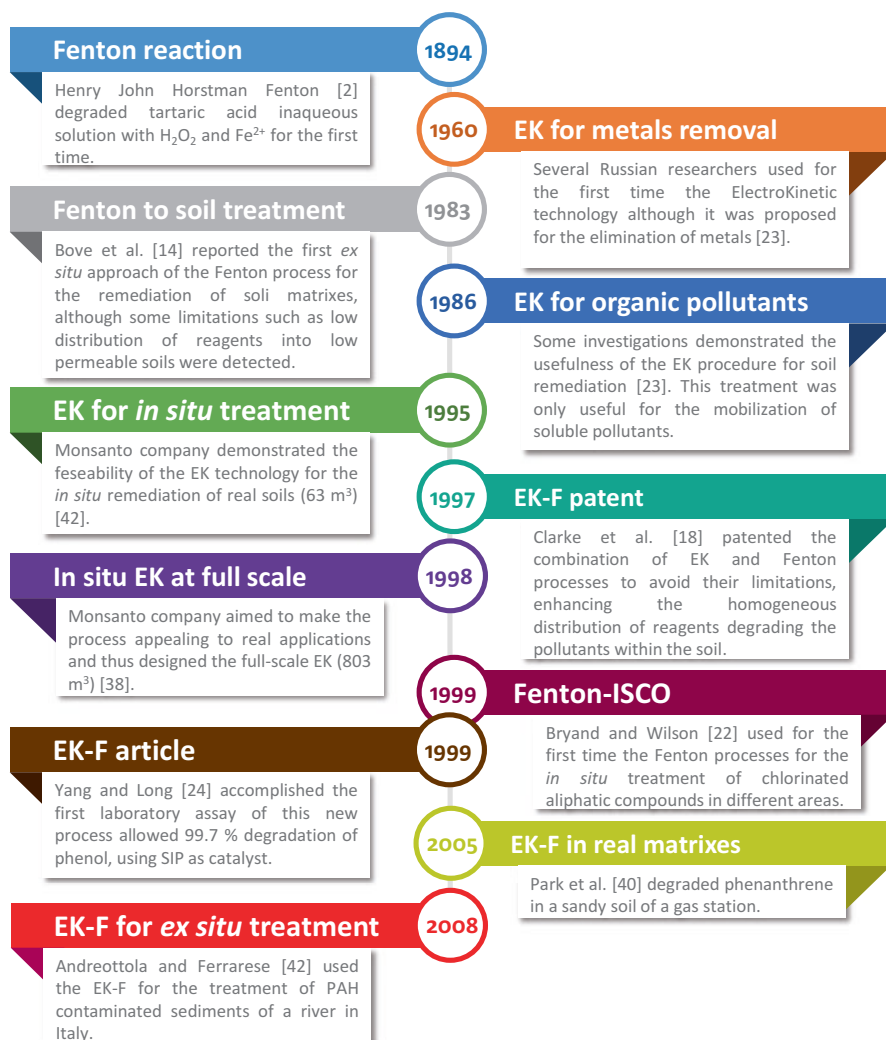 Fenton reaction
1894
Henry John Horstman Fenton [2]
degraded tartaric acid inaqueous
solution with H₂O₂ and Fe²⁺ for the first
time.
1960
EK for metals removal
Several Russian researchers used for
the first time the ElectroKinetic
technology although it was proposed
for the elimination of metals [23].
Fenton to soil treatment
1983
Bove et al. [14] reported the first ex
situ approach of the Fenton process for
the remediation of soli matrixes,
although some limitations such as low
distribution of reagents into low
permeable soils were detected.
1986
EK for organic pollutants
Some investigations demonstrated the
usefulness of the EK procedure for soil
remediation [23]. This treatment was
only useful for the mobilization of
soluble pollutants.
EK for in situ treatment
1995
Monsanto company demonstrated the
feseability of the EK technology for the
in situ remediation of real soils (63 m³)
[42].
1997
EK-F patent
Clarke et al. [18] patented the
combination of EK and Fenton
processes to avoid their limitations,
enhancing the homogeneous
distribution of reagents degrading the
pollutants within the soil.
In situ EK at full scale
1998
Monsanto company aimed to make the
process appealing to real applications
and thus designed the full-scale EK (803
m³) [38].
1999
Fenton-ISCO
Bryand and Wilson [22] used for the
first time the Fenton processes for the
in situ treatment of chlorinated
aliphatic compounds in different areas.
EK-F article
1999
Yang and Long [24] accomplished the
first laboratory assay of this new
process allowed 99.7 % degradation of
phenol, using SIP as catalyst.
2005
EK-F in real matrixes
Park et al. [40] degraded phenanthrene
in a sandy soil of a gas station.
EK-F for ex situ treatment
2008
Andreottola and Ferrarese [42] used
the EK-F for the treatment of PAH
contaminated sediments of a river in
Italy.